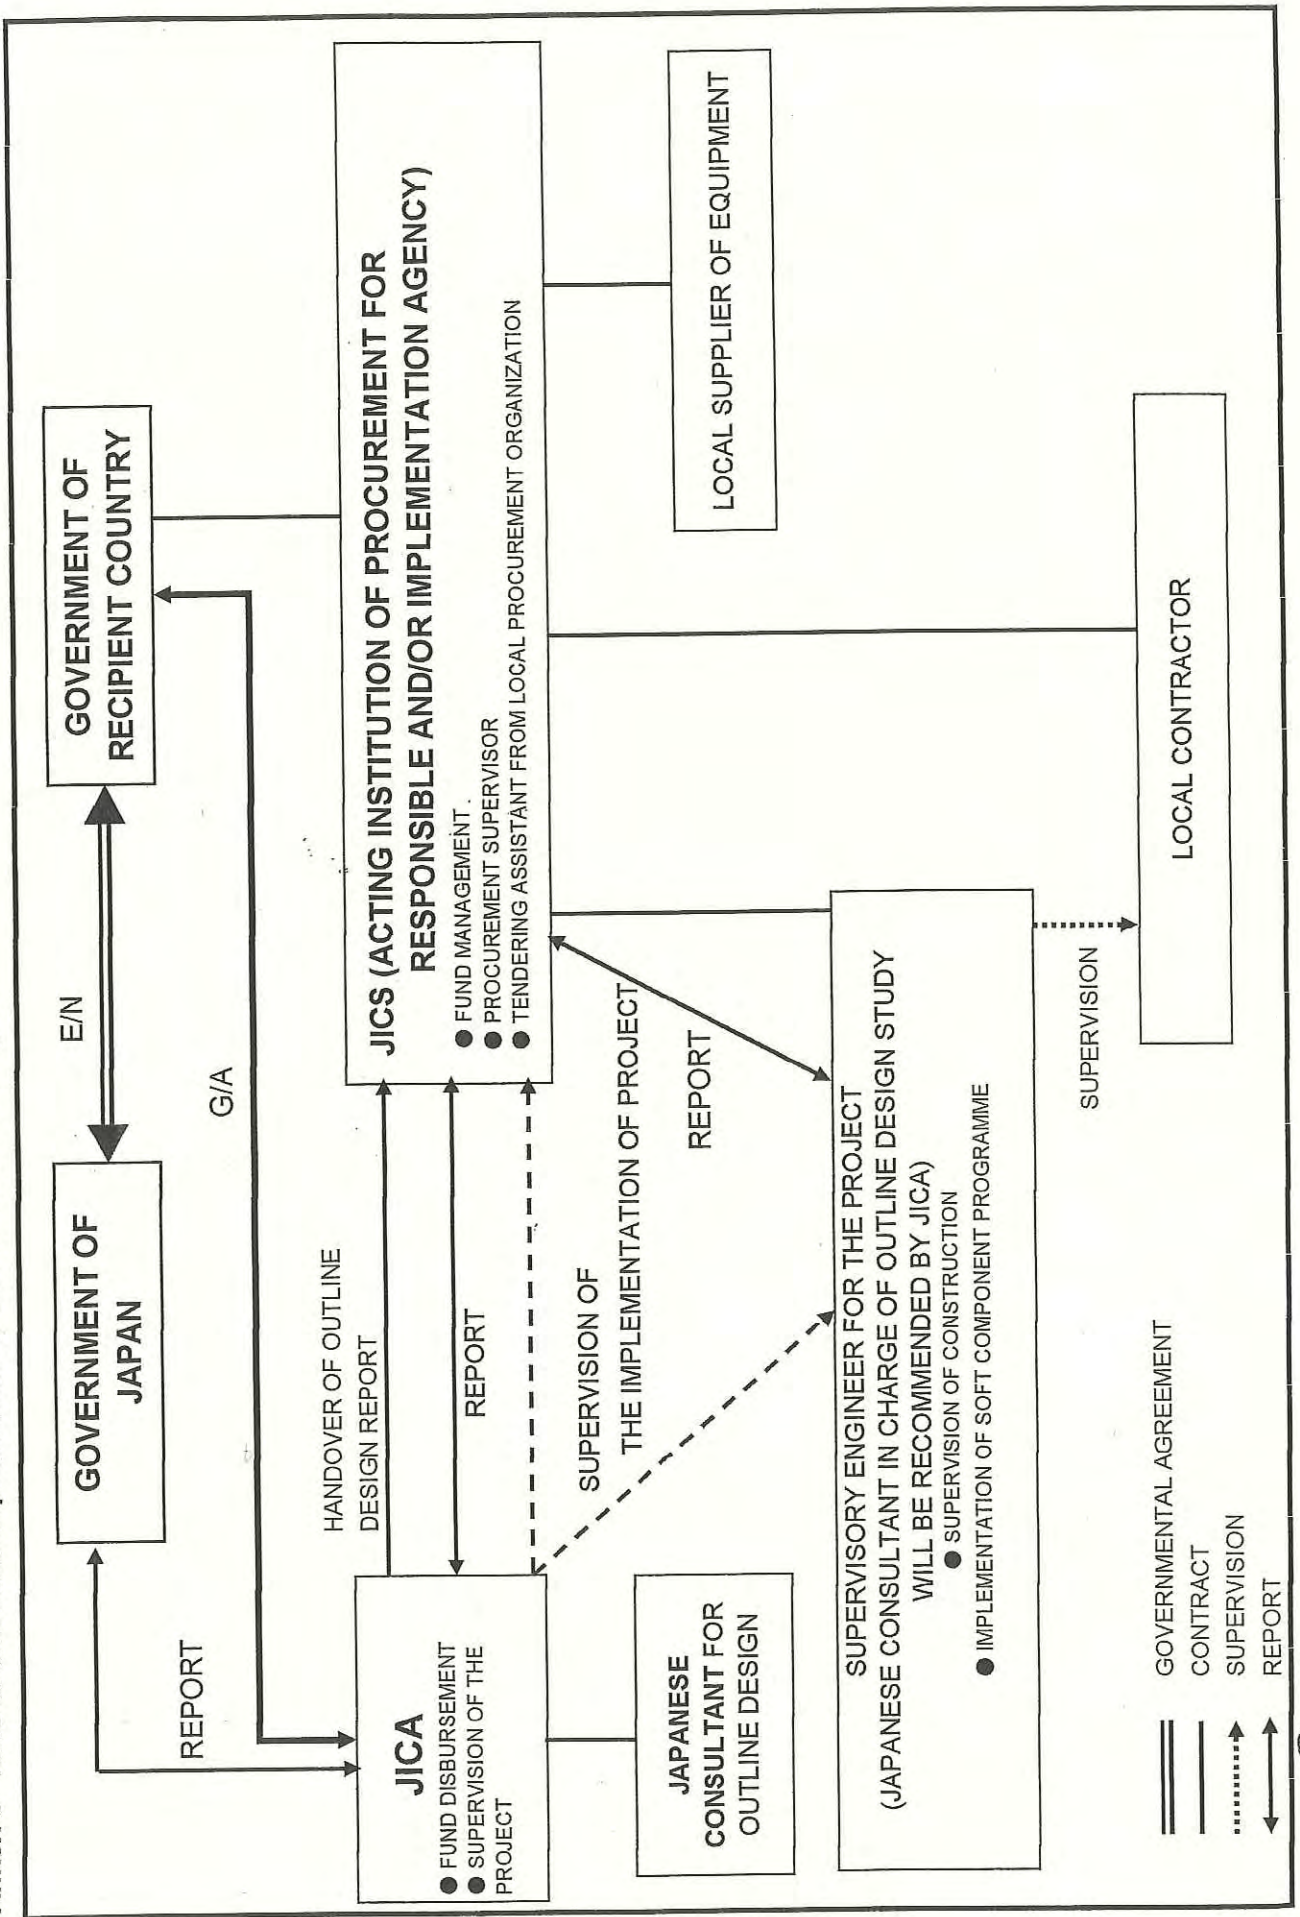 GOVERNMENT OF
JAPAN
E/N
GOVERNMENT OF
RECIPIENT COUNTRY
REPORT
G/A
JICA
● FUND DISBURSEMENT
● SUPERVISION OF THE
PROJECT
HANDOVER OF OUTLINE
DESIGN REPORT
REPORT
SUPERVISION OF
THE IMPLEMENTATION OF PROJECT
JICS (ACTING INSTITUTION OF PROCUREMENT FOR
RESPONSIBLE AND/OR IMPLEMENTATION AGENCY)
● FUND MANAGEMENT.
● PROCUREMENT SUPERVISOR
● TENDERING ASSISTANT FROM LOCAL PROCUREMENT ORGANIZATION
REPORT
JAPANESE
CONSULTANT FOR
OUTLINE DESIGN
LOCAL SUPPLIER OF EQUIPMENT
SUPERVISORY ENGINEER FOR THE PROJECT
(JAPANESE CONSULTANT IN CHARGE OF OUTLINE DESIGN STUDY
WILL BE RECOMMENDED BY JICA)
● SUPERVISION OF CONSTRUCTION
● IMPLEMENTATION OF SOFT COMPONENT PROGRAMME
SUPERVISION
LOCAL CONTRACTOR
GOVERNMENTAL AGREEMENT
CONTRACT
SUPERVISION
REPORT